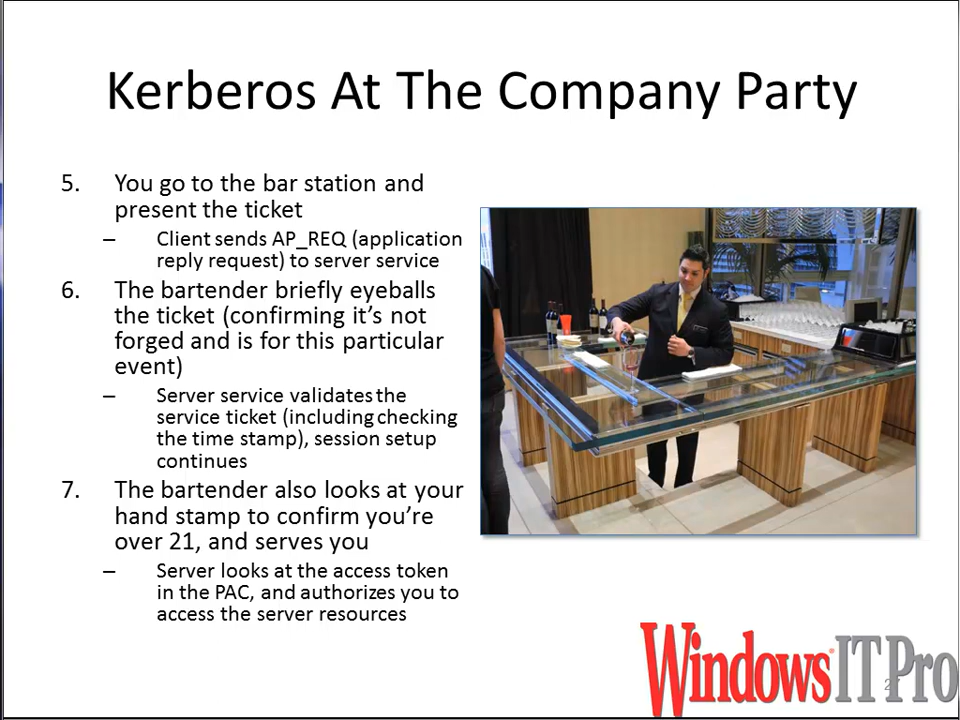 Kerberos At The Company Party
5. You go to the bar station and
present the ticket
– Client sends AP_REQ (application
reply request) to server service
6. The bartender briefly eyeballs
the ticket (confirming it’s not
forged and is for this particular
event)
– Server service validates the
service ticket (including checking
the time stamp), session setup
continues
7. The bartender also looks at your
hand stamp to confirm you’re
over 21, and serves you
– Server looks at the access token
in the PAC, and authorizes you to
access the server resources
Windows® IT Pro